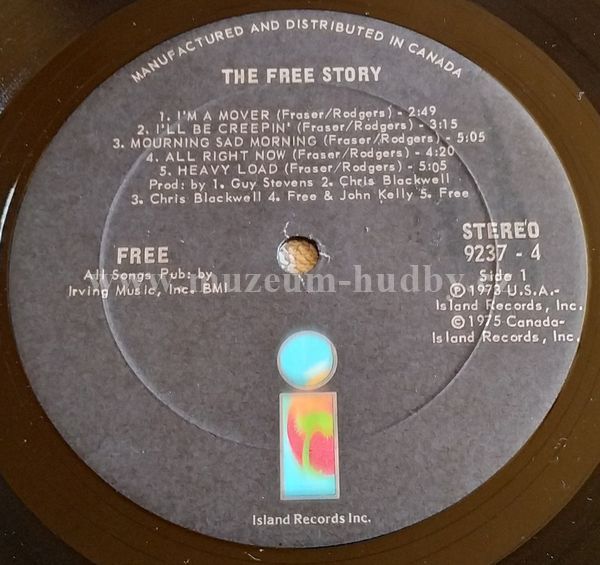 MANUFACTURED AND DISTRIBUTED IN CANADA
THE FREE STORY
1. I'M A MOVER (Fraser/Rodgers) - 2:49
2. I'LL BE CREEPIN' (Fraser/Rodgers) - 3:15
3. MOURNING SAD MORNING (Fraser/Rodgers) - 5:05
4. ALL RIGHT NOW (Fraser/Rodgers) - 4:20
5. HEAVY LOAD (Fraser/Rodgers) - 5:05
Prod: by 1. Guy Stevens 2. Chris Blackwell
3. Chris Blackwell 4. Free & John Kelly 5. Free
FREE
All Songs Pub: by
Irving Music, Inc. BMI
STEREO
9237 - 4
Side 1
℗ 1973 U.S.A.-
Island Records, Inc.
© 1975 Canada-
Island Records, Inc.
www.muzeum-hudby.
Island Records Inc.